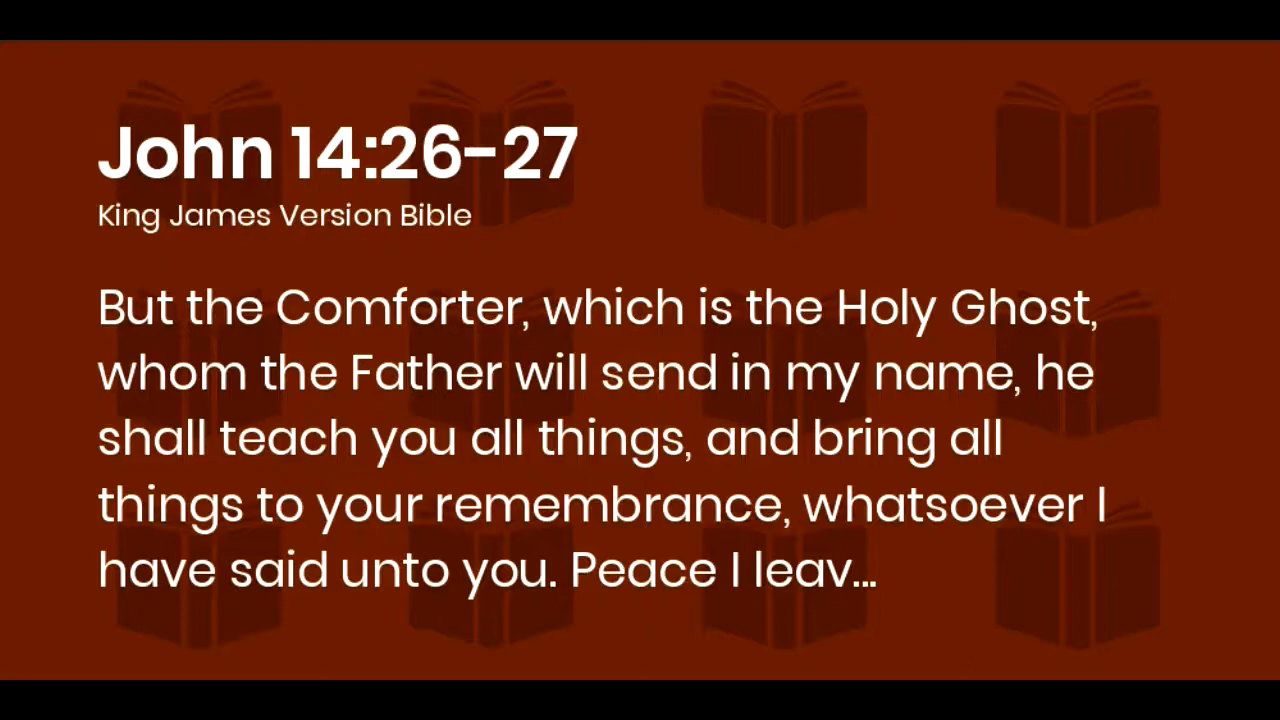 John 14:26-27
King James Version Bible
But the Comforter, which is the Holy Ghost,
whom the Father will send in my name, he
shall teach you all things, and bring all
things to your remembrance, whatsoever I
have said unto you. Peace I leav...